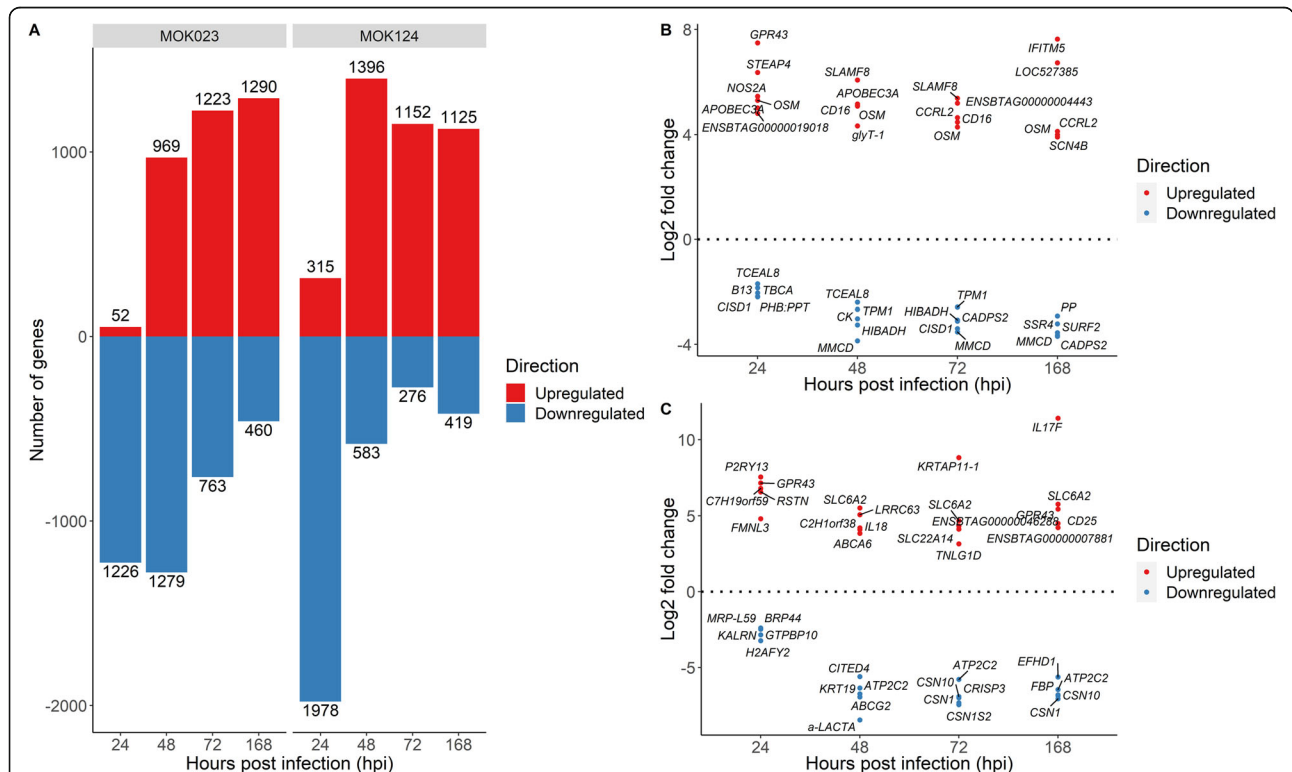 A
MOK023
MOK124
1000
0
-1000
-2000
Number of genes
52
969
1223
1290
1226
1279
763
460
315
1396
1152
1125
1978
583
276
419
24 48 72 168
24 48 72 168
Hours post infection (hpi)
Direction
Upregulated
Downregulated
B
8
4
0
-4
Log2 fold change
GPR43
STEAP4
NOS2A
OSM
APOBEC3A
ENSBTAG00000019018
SLAMF8
APOBEC3A
CD16
OSM
glyT-1
SLAMF8
ENSBTAG00000004443
CCRL2
CD16
OSM
IFITM5
LOC527385
CCRL2
OSM
SCN4B
TCEAL8
B13 TBCA
CISD1 PHB:PPT
TCEAL8
TPM1
CK
HIBADH
MMCD
TPM1
HIBADH
CADPS2
CISD1
MMCD
PP
SSR4 SURF2
MMCD
CADPS2
24 48 72 168
Hours post infection (hpi)
Direction
Upregulated
Downregulated
C
10
5
0
-5
Log2 fold change
P2RY13
GPR43
C7H19orf59 RSTN
FMNL3
SLC6A2
LRRC63
C2H1orf38 IL18
ABCA6
KRTAP11-1
SLC6A2
ENSBTAG00000046288
SLC22A14
TNLG1D
IL17F
SLC6A2
GPR43
CD25
ENSBTAG00000007881
MRP-L59 BRP44
KALRN GTPBP10
H2AFY2
CITED4
KRT19 ATP2C2
ABCG2
a-LACTA
ATP2C2
CSN10
CRISP3
CSN1
CSN1S2
EFHD1
ATP2C2
FBP
CSN10
CSN1
24 48 72 168
Hours post infection (hpi)
Direction
Upregulated
Downregulated